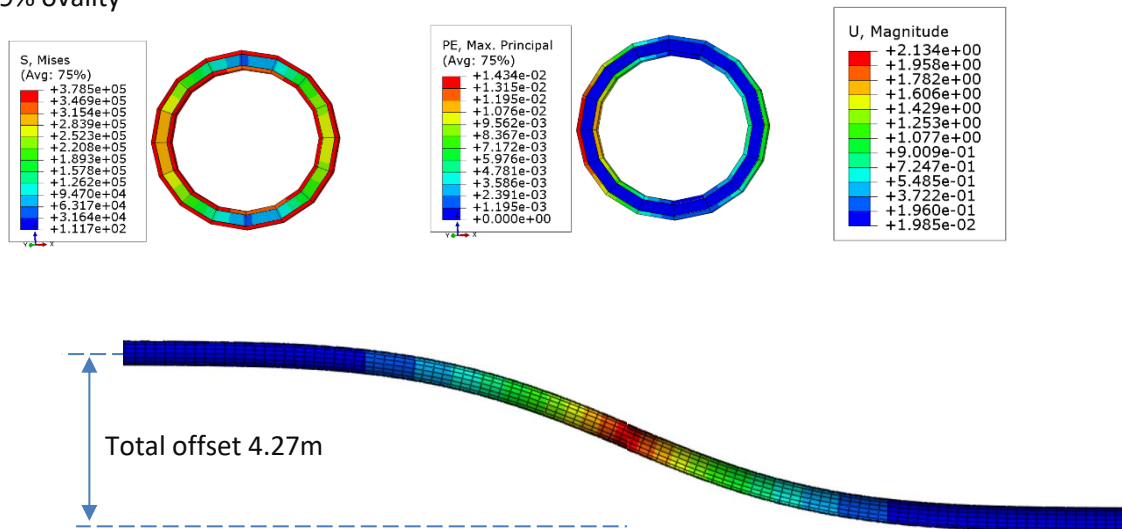 9% ovality
S, Mises
(Avg: 75%)
+3.785e+05
+3.469e+05
+3.154e+05
+2.839e+05
+2.523e+05
+2.208e+05
+1.893e+05
+1.578e+05
+1.262e+05
+9.470e+04
+6.317e+04
+3.164e+04
+1.117e+02
Y X
PE, Max. Principal
(Avg: 75%)
+1.434e-02
+1.315e-02
+1.195e-02
+1.076e-02
+9.562e-03
+8.367e-03
+7.172e-03
+5.976e-03
+4.781e-03
+3.586e-03
+2.391e-03
+1.195e-03
+0.000e+00
Y X
U, Magnitude
+2.134e+00
+1.958e+00
+1.782e+00
+1.606e+00
+1.429e+00
+1.253e+00
+1.077e+00
+9.009e-01
+7.247e-01
+5.485e-01
+3.722e-01
+1.960e-01
+1.985e-02
Total offset 4.27m